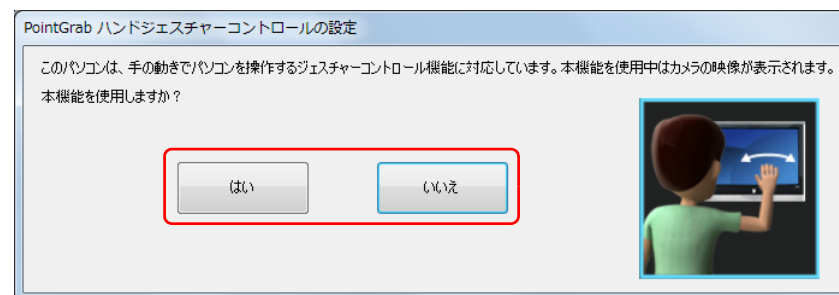 PointGrab ハンドジェスチャーコントロールの設定
このパソコンは、手の動きでパソコンを操作するジェスチャーコントロール機能に対応しています。本機能を使用中はカメラの映像が表示されます。
本機能を使用しますか？
はい
いいえ